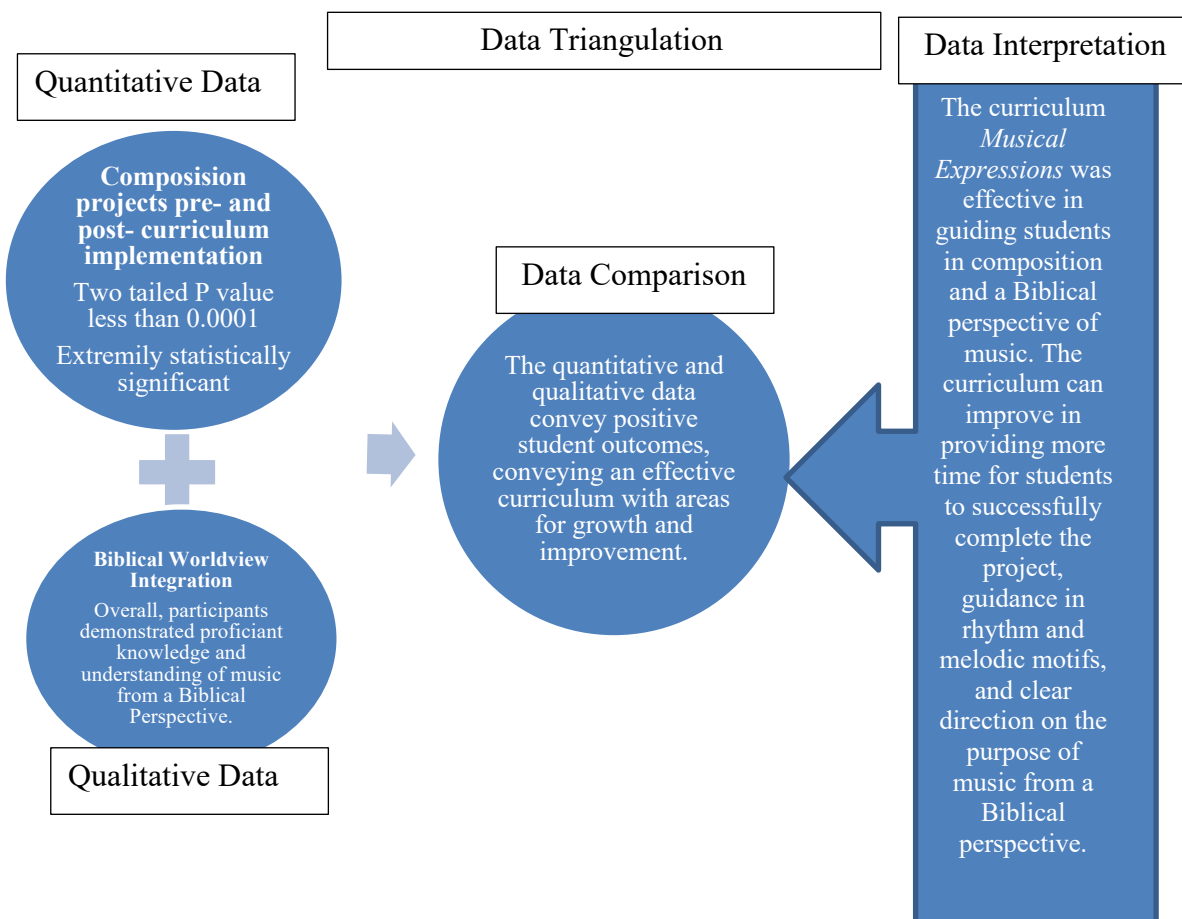 Data Triangulation
Quantitative Data
Composision
projects pre- and
post- curriculum
implementation
Two tailed P value
less than 0.0001
Extremily statistically
significant
Biblical Worldview
Integration
Overall, participants
demonstrated proficiant
knowledge and
understanding of music
from a Biblical
Perspective.
Qualitative Data
Data Comparison
The quantitative and
qualitative data
convey positive
student outcomes,
conveying an effective
curriculum with areas
for growth and
improvement.
Data Interpretation
The curriculum
Musical
Expressions was
effective in
guiding students
in composition
and a Biblical
perspective of
music. The
curriculum can
improve in
providing more
time for students
to successfully
complete the
project,
guidance in
rhythm and
melodic motifs,
and clear
direction on the
purpose of
music from a
Biblical
perspective.